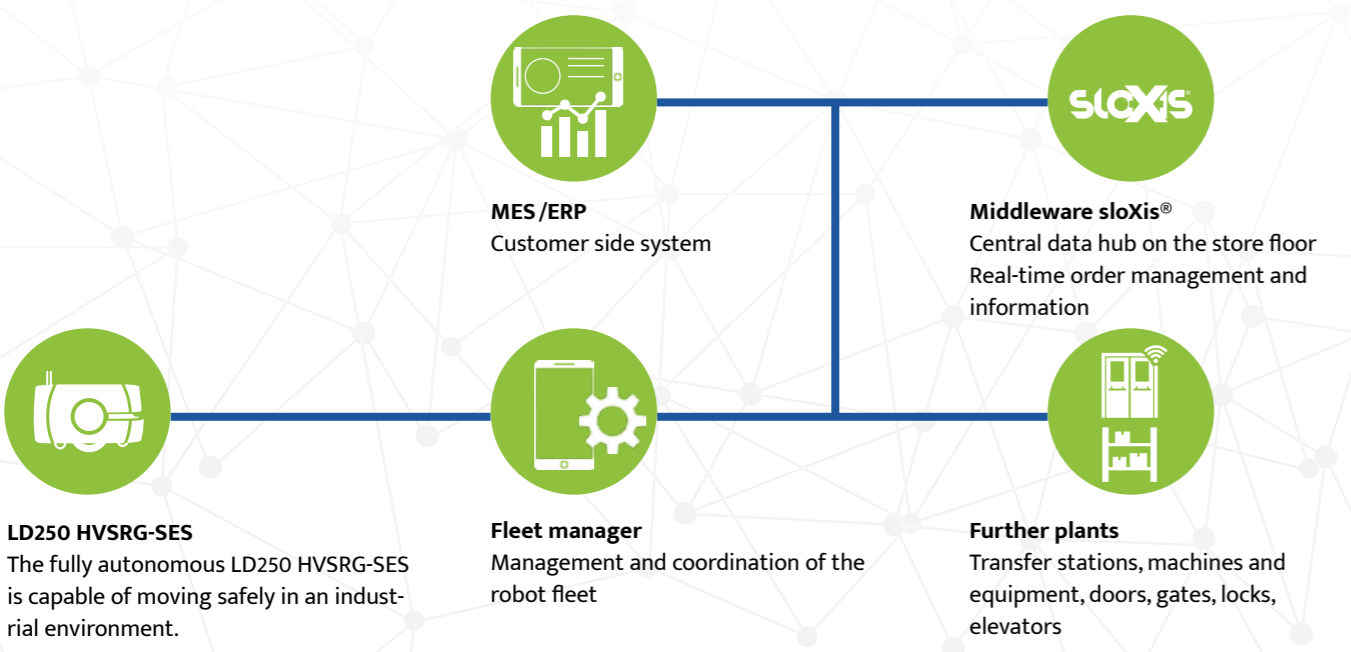 sloXis®
MES/ERP
Customer side system
Middleware sloXis®
Central data hub on the store floor
Real-time order management and
information
LD250 HVSRG-SES
The fully autonomous LD250 HVSRG-SES
is capable of moving safely in an indust-
rial environment.
Fleet manager
Management and coordination of the
robot fleet
Further plants
Transfer stations, machines and
equipment, doors, gates, locks,
elevators